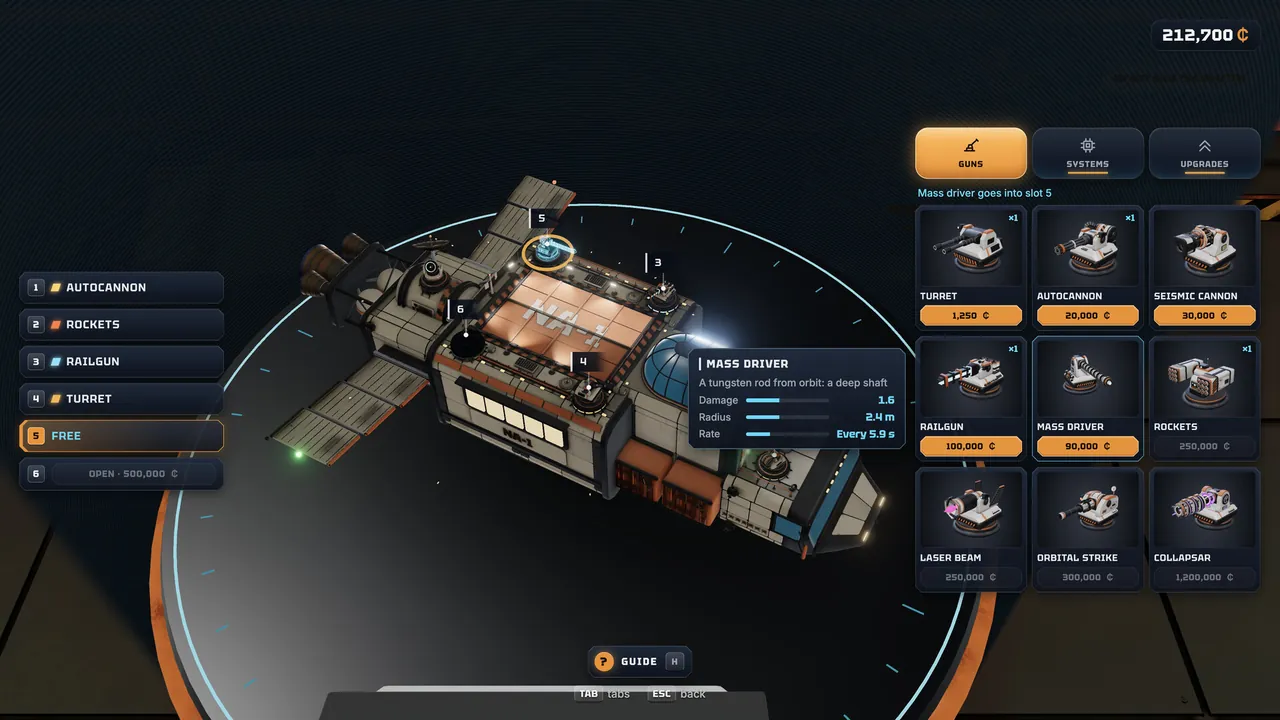 212,700 ₵
GUNS
SYSTEMS
UPGRADES
Mass driver goes into slot 5
×1
TURRET
1,250 ₵
×1
AUTOCANNON
20,000 ₵
SEISMIC CANNON
30,000 ₵
×1
RAILGUN
100,000 ₵
MASS DRIVER
90,000 ₵
×1
ROCKETS
250,000 ₵
LASER BEAM
250,000 ₵
ORBITAL STRIKE
300,000 ₵
COLLAPSAR
1,200,000 ₵
1 AUTOCANNON
2 ROCKETS
3 RAILGUN
4 TURRET
5 FREE
6 OPEN · 500,000 ₵
5
3
6
4
NA-1
NA-1
MASS DRIVER
A tungsten rod from orbit: a deep shaft
Damage 1.6
Radius 2.4 m
Rate Every 5.9 s
? GUIDE H
TAB tabs ESC back